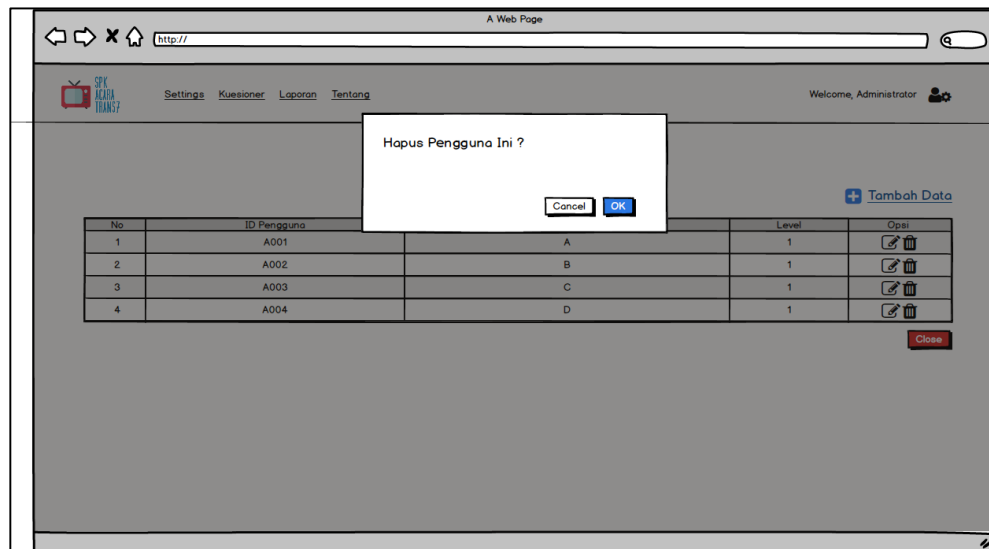 A Web Page
http://
SPK
ACARA
TRANS7
Settings Kuesioner Laporan Tentang
Welcome, Administrator
Hapus Pengguna Ini ?
Cancel OK
Tambah Data
No ID Pengguna Level Opsi
1 A001 A 1
2 A002 B 1
3 A003 C 1
4 A004 D 1
Close